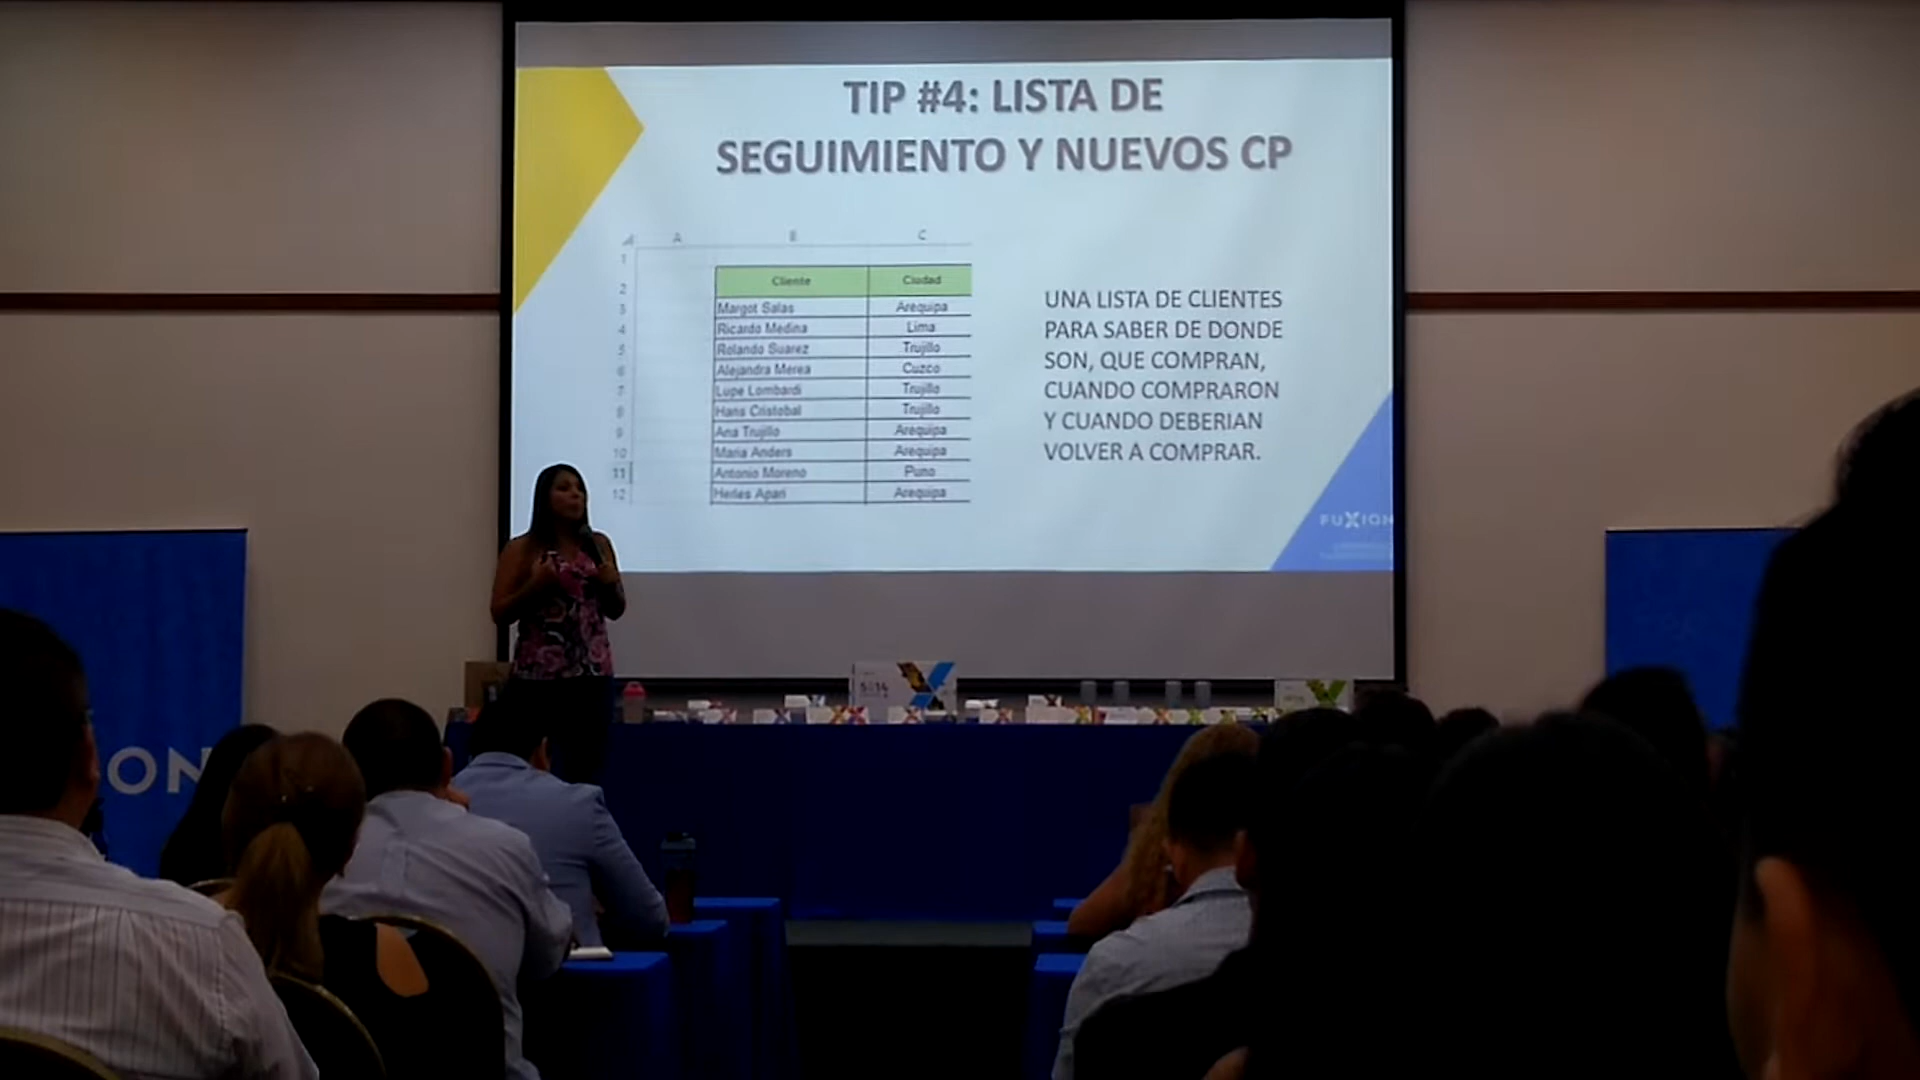 TIP #4: LISTA DE
SEGUIMIENTO Y NUEVOS CP
A B C
1
2 Cliente Ciudad
3 Margot Salas Arequipa
4 Ricardo Medina Lima
5 Rolando Suarez Trujillo
6 Alejandra Merea Cuzco
7 Lupe Lombardi Trujillo
8 Hans Cristobal Trujillo
9 Ana Trujillo Arequipa
10 Maria Anders Arequipa
11 Antonio Moreno Puno
12 Herles Apari Arequipa
UNA LISTA DE CLIENTES
PARA SABER DE DONDE
SON, QUE COMPRAN,
CUANDO COMPRARON
Y CUANDO DEBERIAN
VOLVER A COMPRAR.
FUXION
ON